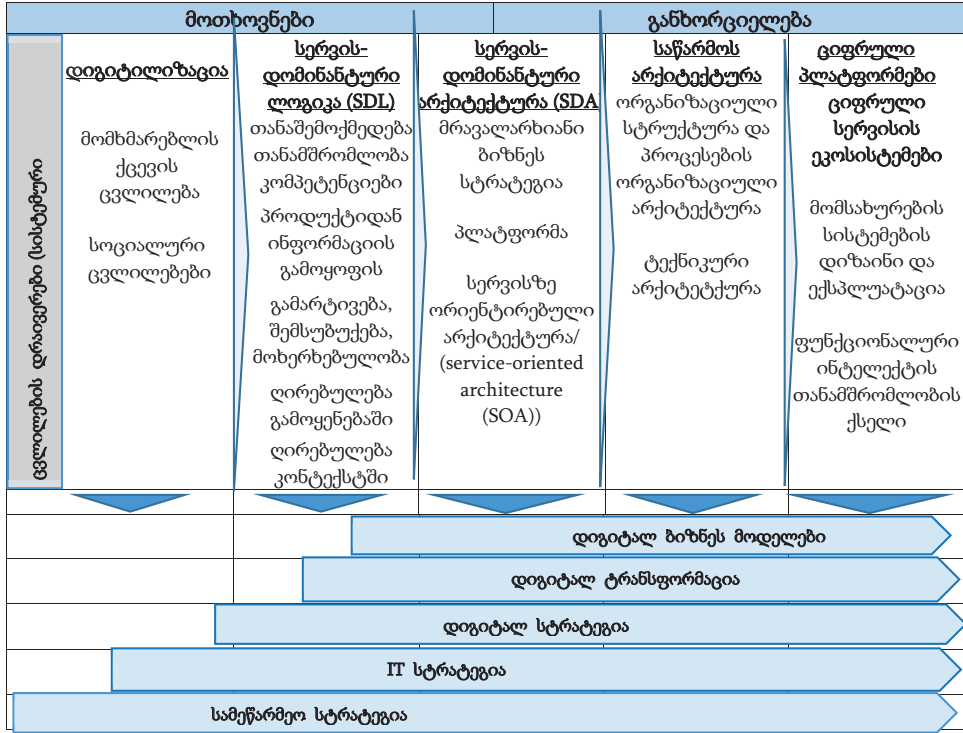 მოთხოვნები
განხორციელება
ცვლილების დრაივერები (სისტემური
დიგიტილიზაცია
მომხმარებლის
ქცევის
ცვლილება
სოციალური
ცვლილებები
სერვის-
დომინანტური
ლოგიკა (SDL)
თანაშემოქმედება
თანამშრომლობა
კომპეტენციები
პროდუქტიდან
ინფორმაციის
გამოყოფის
გამარტივება,
შემსუბუქება,
მოხერხებულობა
ღირებულება
გამოყენებაში
ღირებულება
კონტექსტში
სერვის-
დომინანტური
არქიტექტურა (SDA
მრავალარხიანი
ბიზნეს
სტრატეგია
პლატფორმა
სერვისზე
ორიენტირებული
არქიტექტურა/
(service-oriented
architecture
(SOA))
საწარმოს
არქიტექტურა
ორგანიზაციული
სტრუქტურა და
პროცესების
ორგანიზაციული
არქიტექტურა
ტექნიკური
არქიტეტქურა
ციფრული
პლატფორმები
ციფრული
სერვისის
ეკოსისტემები
მომსახურების
სისტემების
დიზაინი და
ექსპლუატაცია
ფუნქციონალური
ინტელექტის
თანამშრომლობის
ქსელი
დიგიტალ ბიზნეს მოდელები
დიგიტალ ტრანსფორმაცია
დიგიტალ სტრატეგია
IT სტრატეგია
სამეწარმეო სტრატეგია